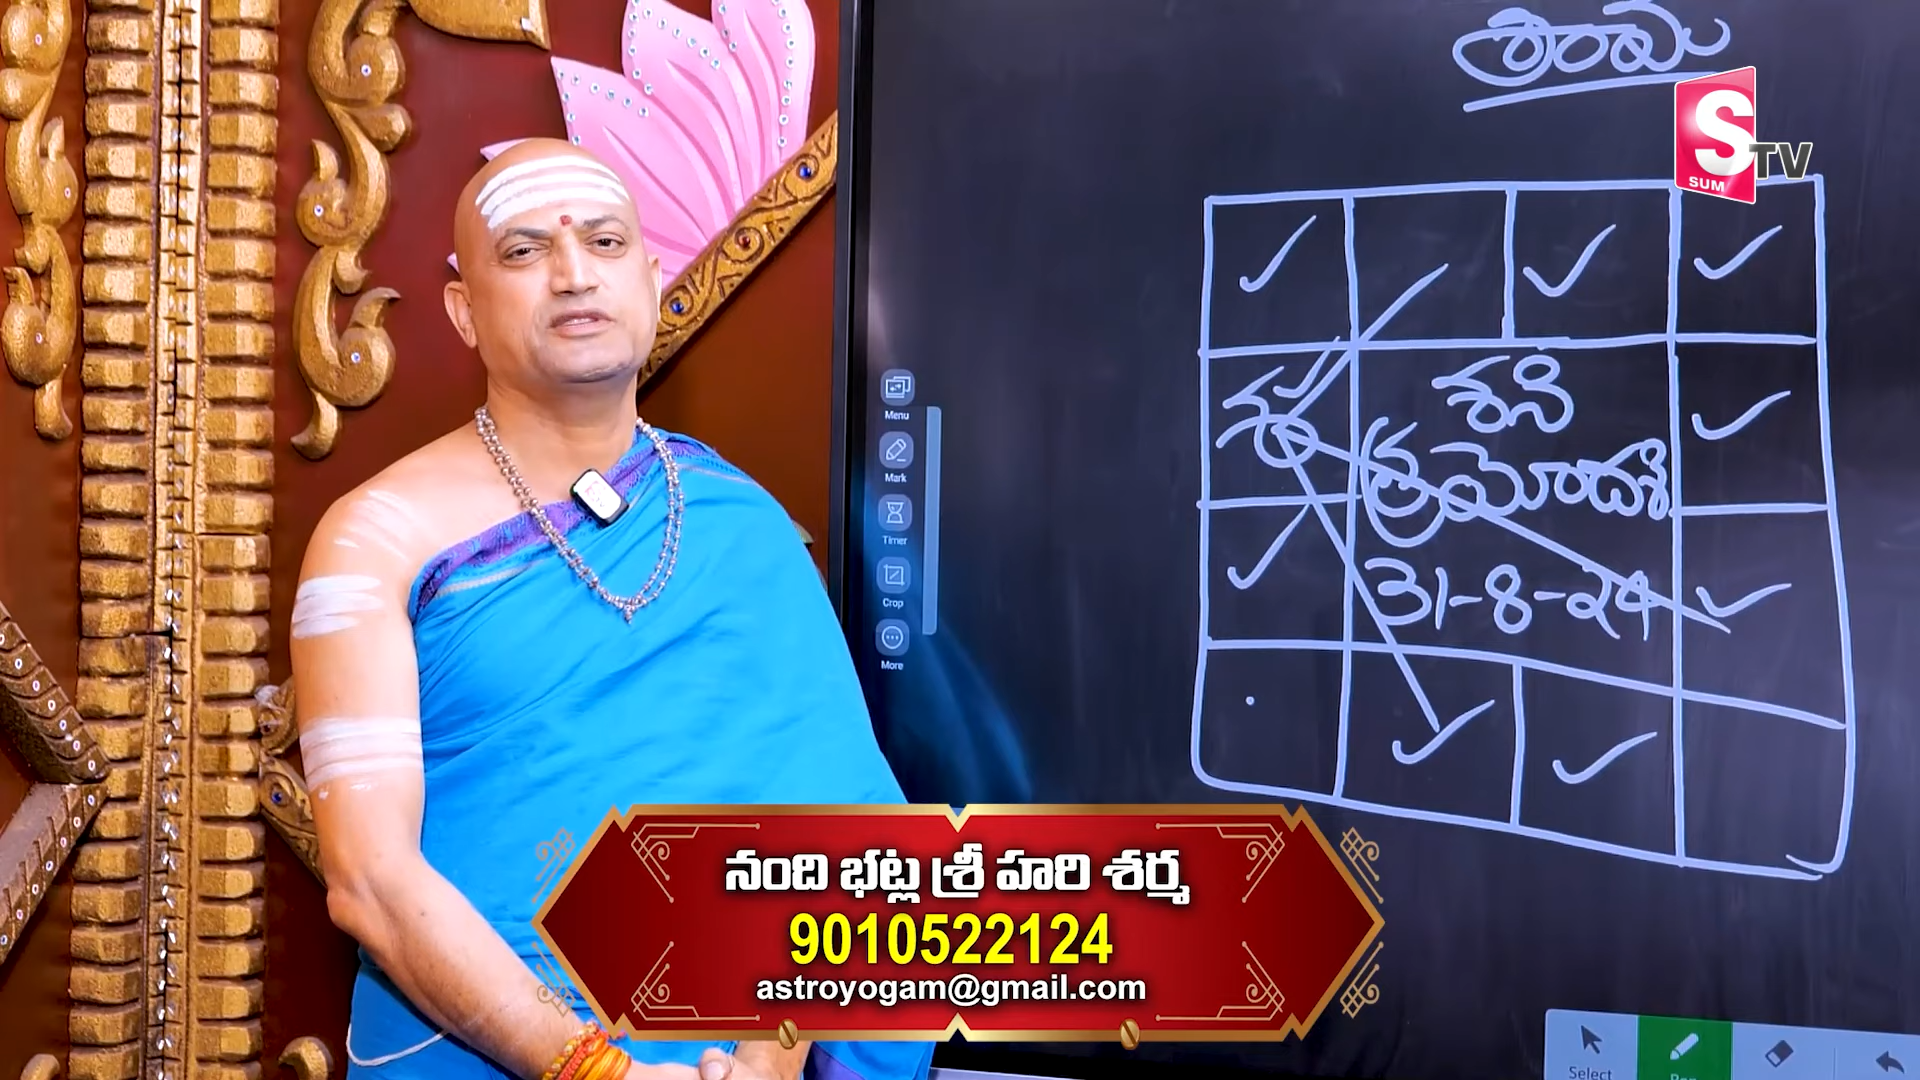 శ్రీరామ
S TV
SUM
శని
త్రయోదశి
31-8-24
Menu
Mark
Timer
Crop
More
నంది భట్ల శ్రీ హరి శర్మ
9010522124
astroyogam@gmail.com
Select